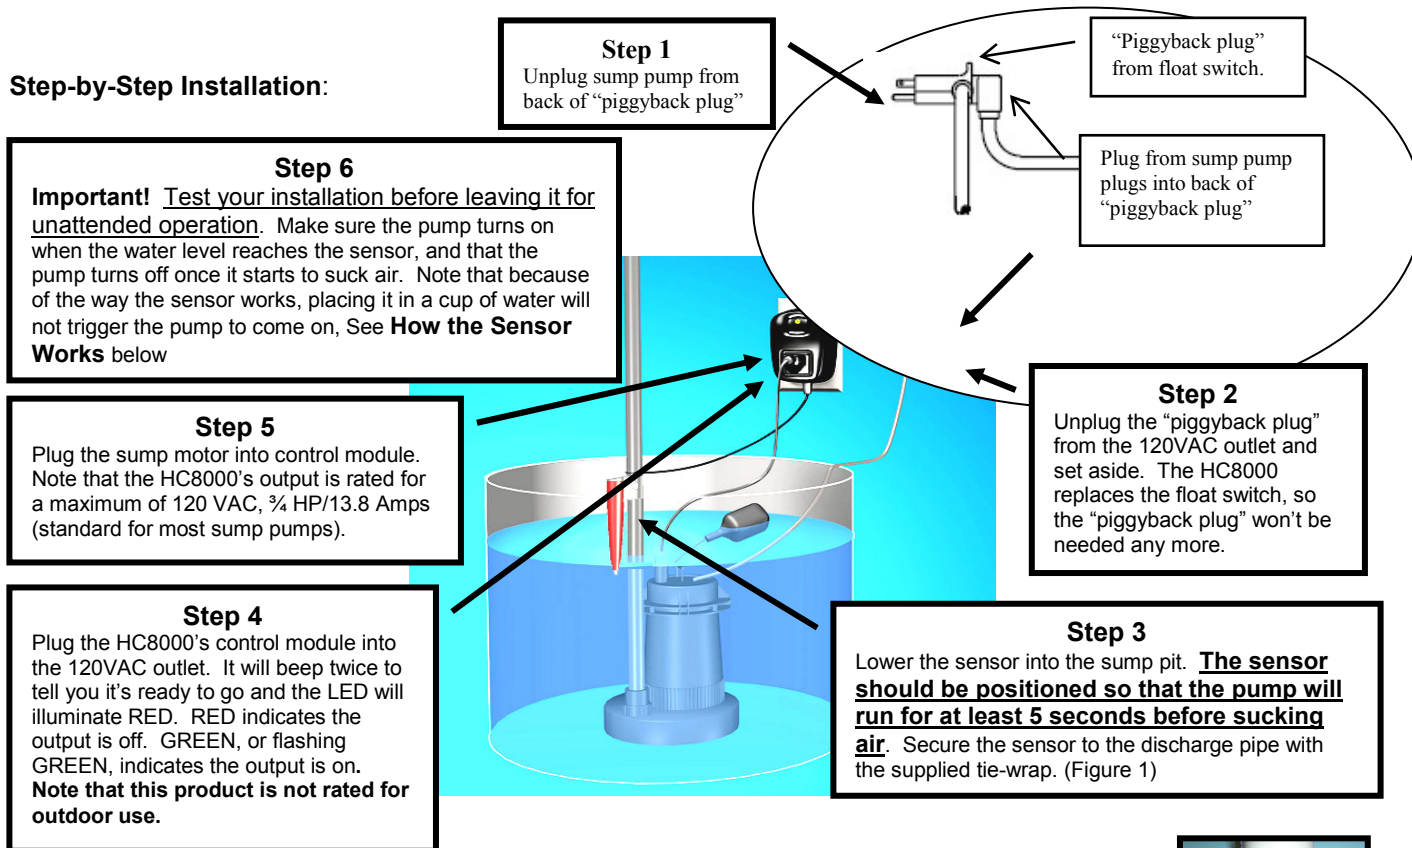 Step-by-Step Installation:
Step 1
Unplug sump pump from
back of “piggyback plug”
“Piggyback plug”
from float switch.
Plug from sump pump
plugs into back of
“piggyback plug”
Step 6
Important! Test your installation before leaving it for
unattended operation. Make sure the pump turns on
when the water level reaches the sensor, and that the
pump turns off once it starts to suck air. Note that because
of the way the sensor works, placing it in a cup of water will
not trigger the pump to come on, See How the Sensor
Works below
Step 5
Plug the sump motor into control module.
Note that the HC8000’s output is rated for
a maximum of 120 VAC, ¾ HP/13.8 Amps
(standard for most sump pumps).
Step 2
Unplug the “piggyback plug”
from the 120VAC outlet and
set aside. The HC8000
replaces the float switch, so
the “piggyback plug” won’t be
needed any more.
Step 4
Plug the HC8000’s control module into
the 120VAC outlet. It will beep twice to
tell you it’s ready to go and the LED will
illuminate RED. RED indicates the
output is off. GREEN, or flashing
GREEN, indicates the output is on.
Note that this product is not rated for
outdoor use.
Step 3
Lower the sensor into the sump pit. The sensor
should be positioned so that the pump will
run for at least 5 seconds before sucking
air. Secure the sensor to the discharge pipe with
the supplied tie-wrap. (Figure 1)